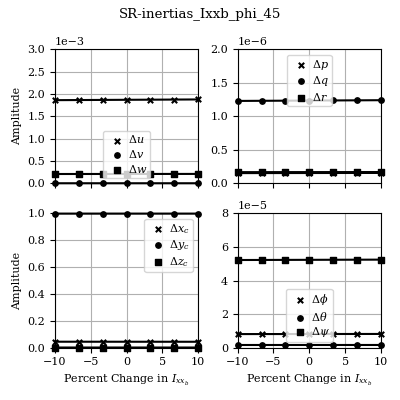 SR-inertias_Ixxb_phi_45
1e−3
3.0
2.5
2.0
1.5
1.0
0.5
0.0
Amplitude
Δu
Δv
Δw
1e−6
2.0
1.5
1.0
0.5
0.0
Δp
Δq
Δr
1.0
0.8
0.6
0.4
0.2
0.0
Amplitude
Δx_c
Δy_c
Δz_c
−10 −5 0 5 10
Percent Change in I_{xx_b}
1e−5
8
6
4
2
0
Δϕ
Δθ
Δψ
−10 −5 0 5 10
Percent Change in I_{xx_b}